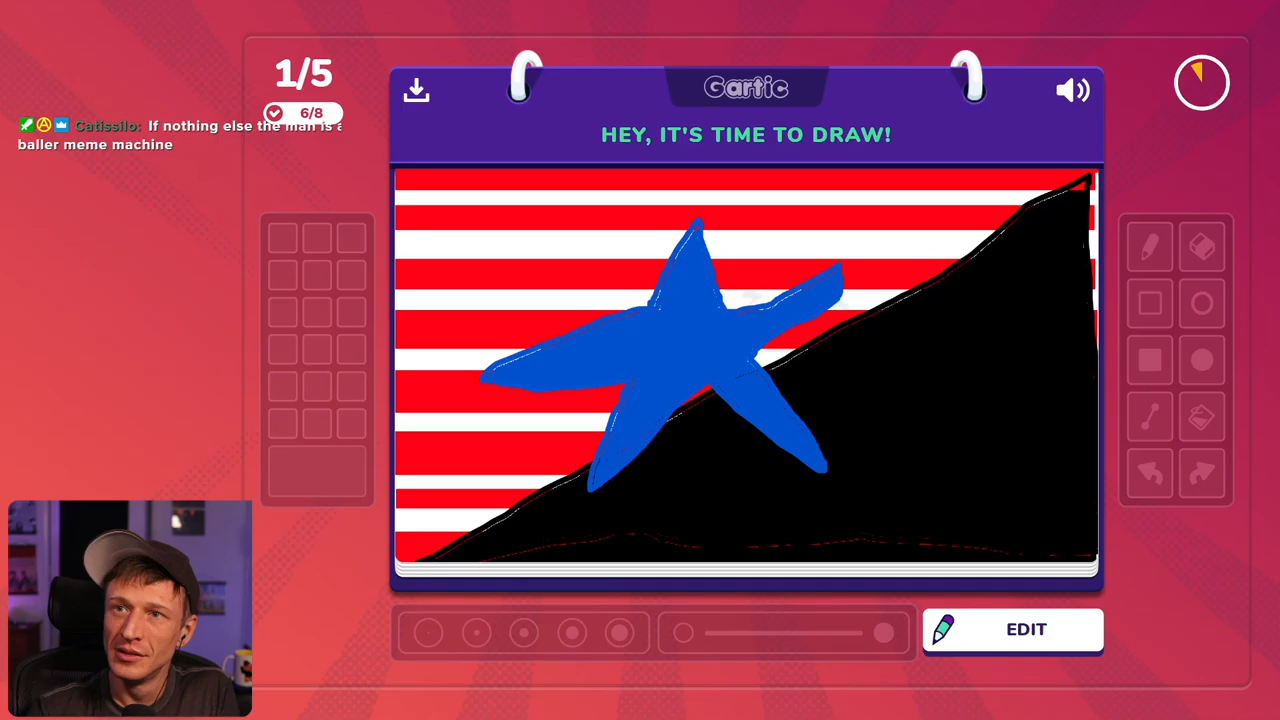 1/5
6/8
Catissilo: If nothing else the man is a
baller meme machine
Gartic
HEY, IT'S TIME TO DRAW!
EDIT